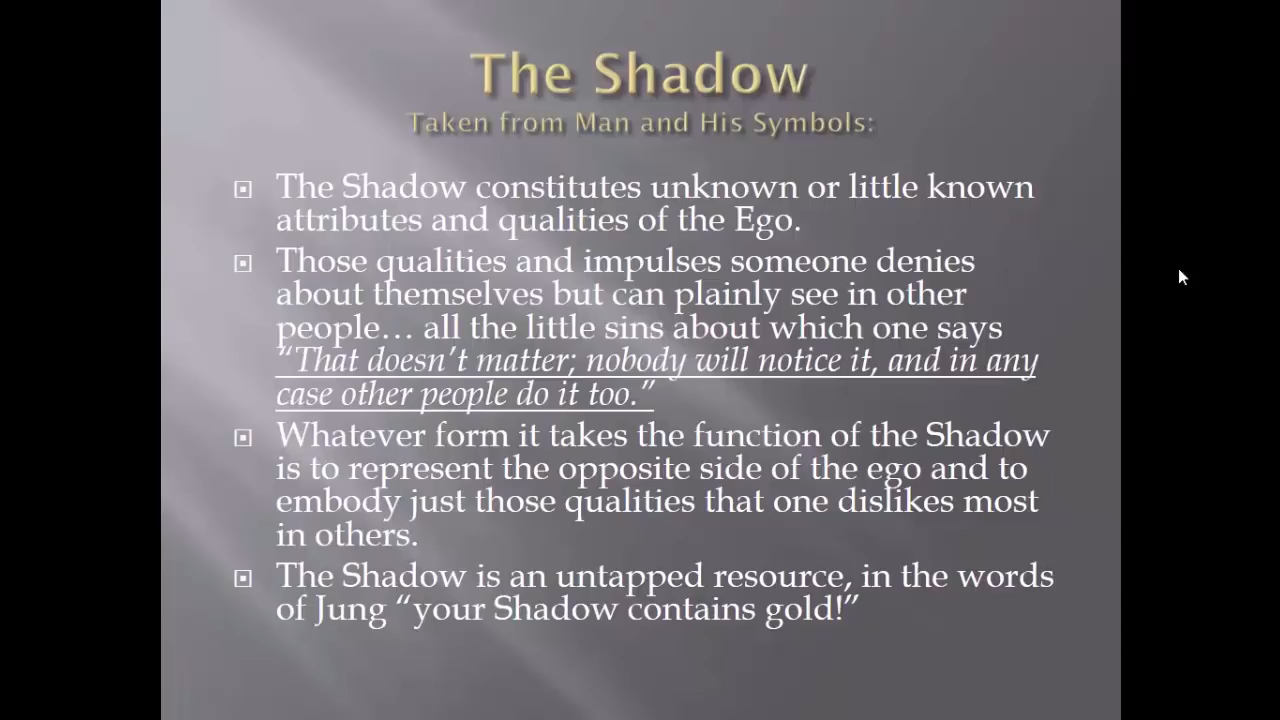 The Shadow
Taken from Man and His Symbols:
The Shadow constitutes unknown or little known
attributes and qualities of the Ego.
Those qualities and impulses someone denies
about themselves but can plainly see in other
people… all the little sins about which one says
“That doesn’t matter; nobody will notice it, and in any
case other people do it too.”
Whatever form it takes the function of the Shadow
is to represent the opposite side of the ego and to
embody just those qualities that one dislikes most
in others.
The Shadow is an untapped resource, in the words
of Jung “your Shadow contains gold!”